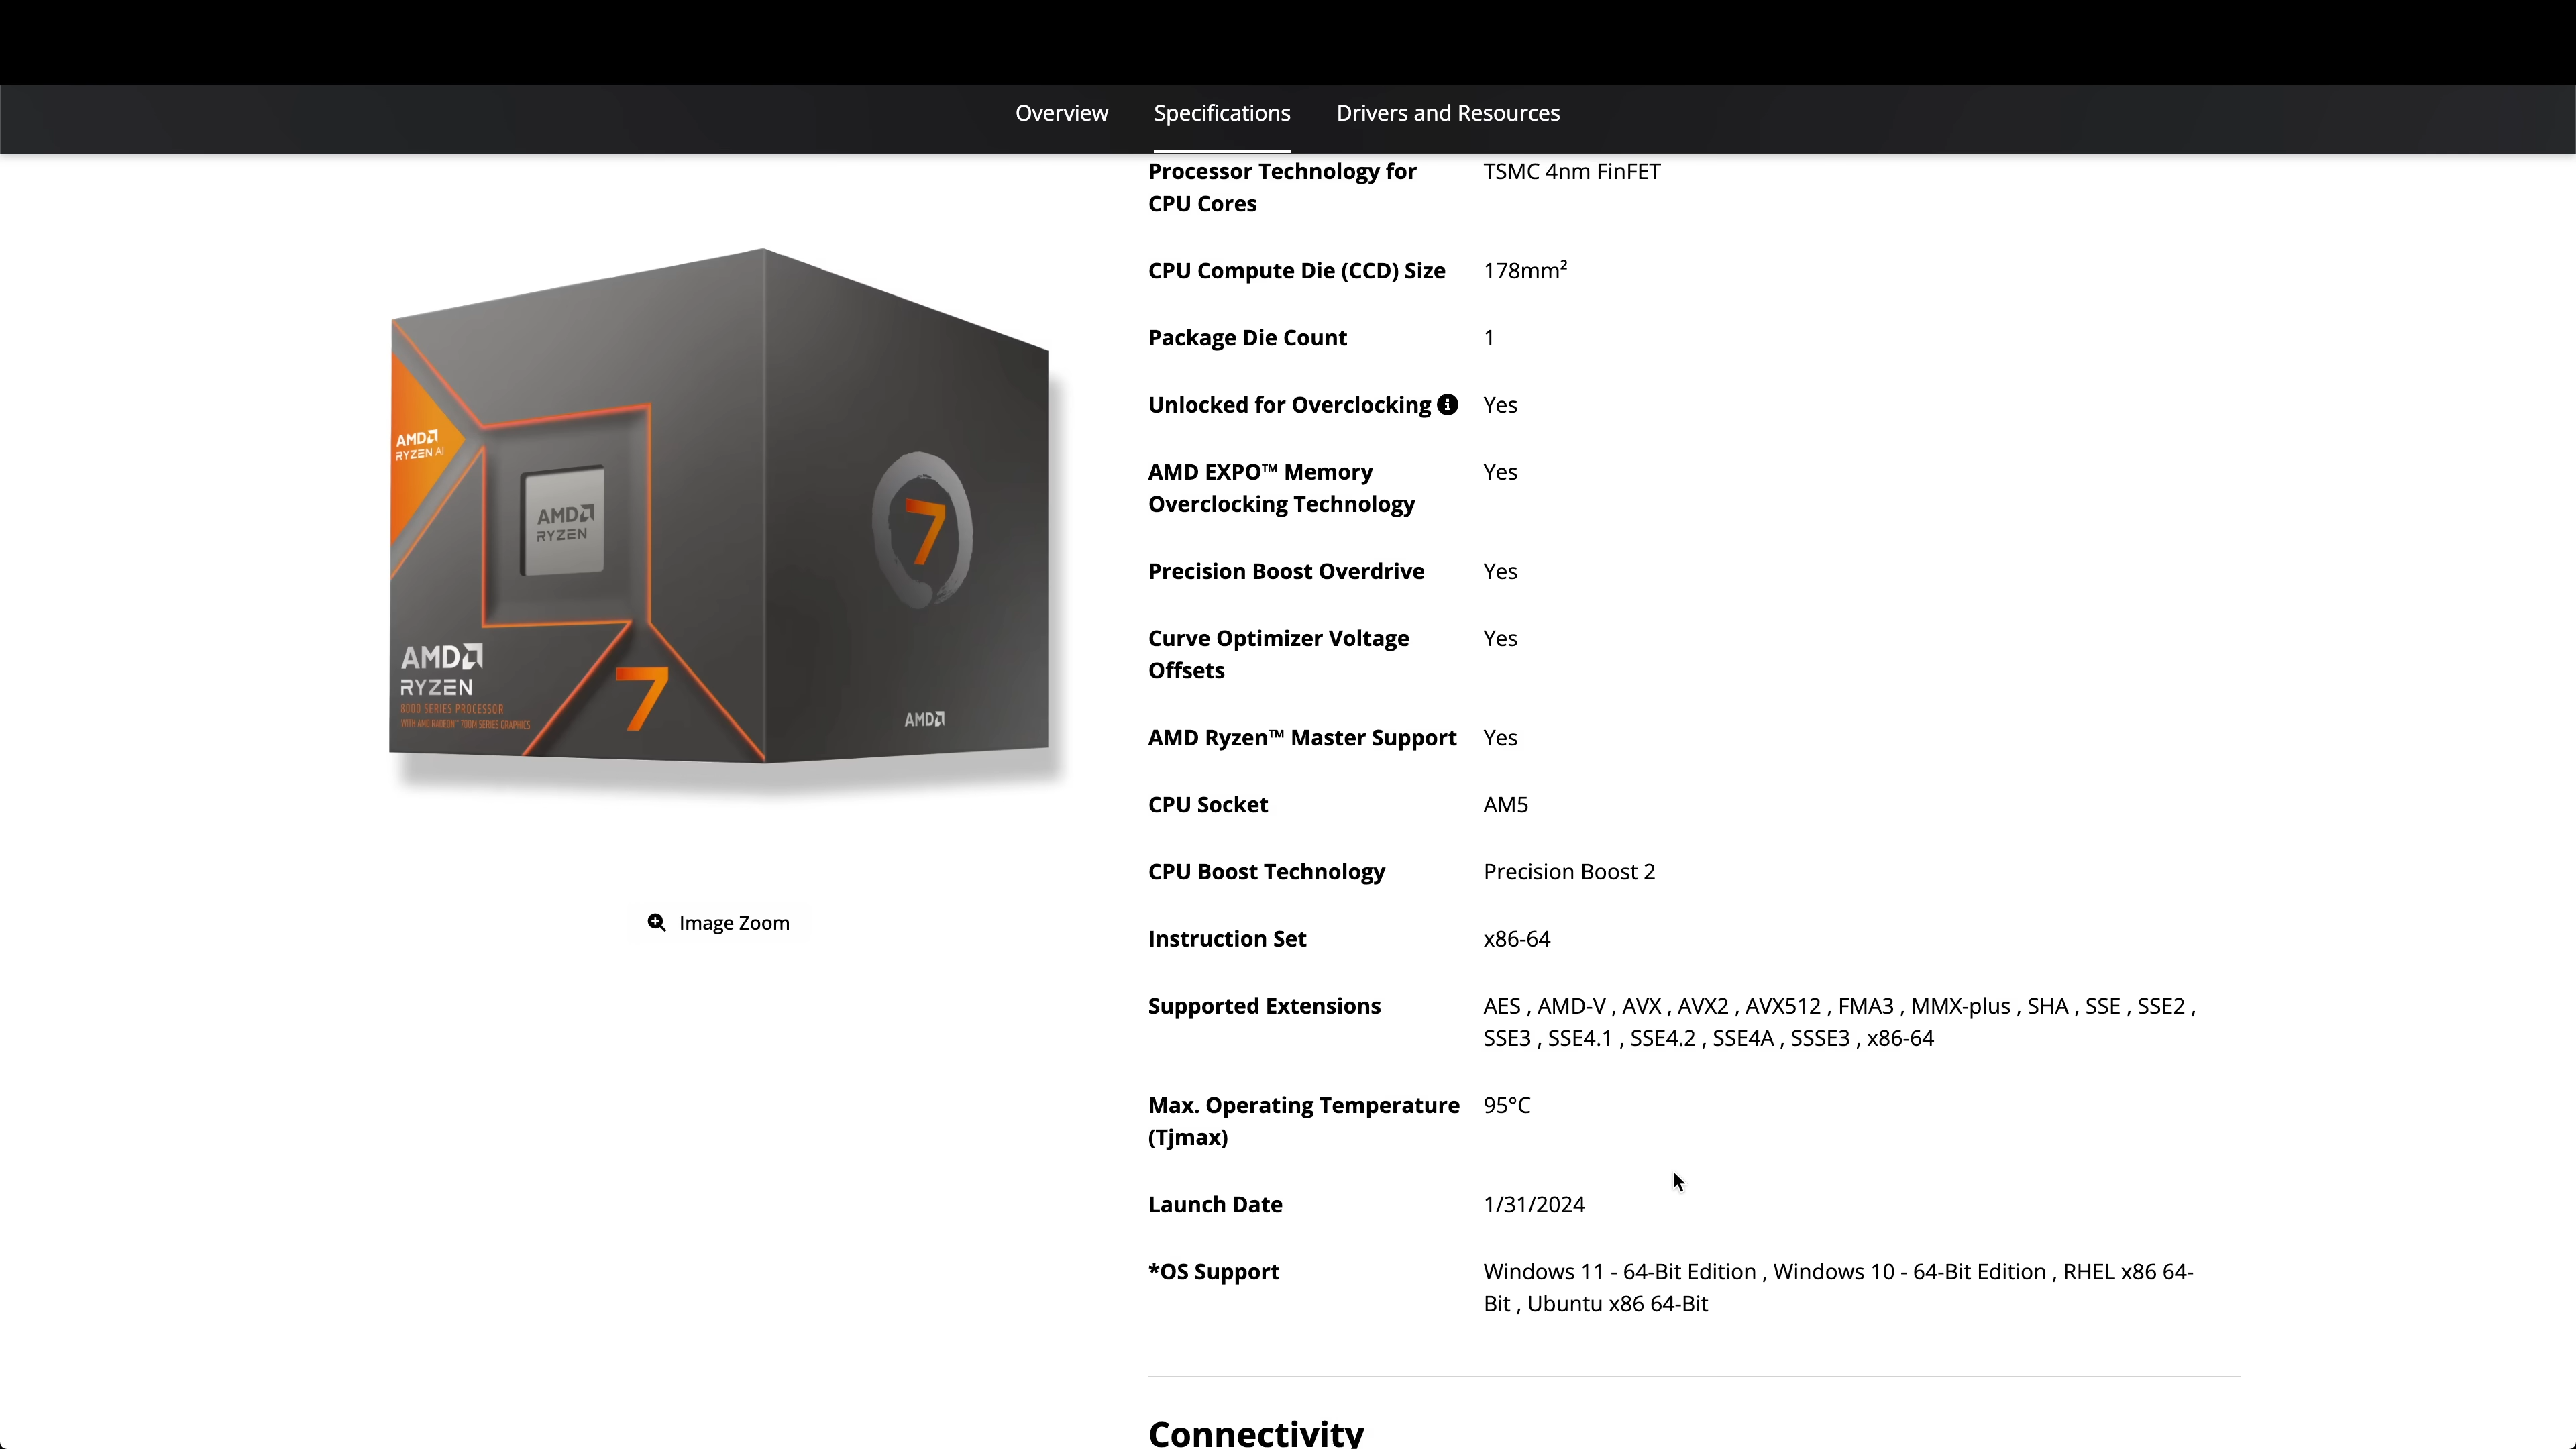 Overview Specifications Drivers and Resources
Processor Technology for TSMC 4nm FinFET
CPU Cores
CPU Compute Die (CCD) Size 178mm²
Package Die Count 1
Unlocked for Overclocking Yes
AMD EXPO™ Memory Yes
Overclocking Technology
Precision Boost Overdrive Yes
Curve Optimizer Voltage Yes
Offsets
AMD Ryzen™ Master Support Yes
CPU Socket AM5
CPU Boost Technology Precision Boost 2
Instruction Set x86-64
Supported Extensions AES , AMD-V , AVX , AVX2 , AVX512 , FMA3 , MMX-plus , SHA , SSE , SSE2 ,
SSE3 , SSE4.1 , SSE4.2 , SSE4A , SSSE3 , x86-64
Max. Operating Temperature 95°C
(Tjmax)
Launch Date 1/31/2024
*OS Support Windows 11 - 64-Bit Edition , Windows 10 - 64-Bit Edition , RHEL x86 64-
Bit , Ubuntu x86 64-Bit
Connectivity
AMD
RYZEN AI
AMD
RYZEN
7
AMD
RYZEN
8000 SERIES PROCESSOR
WITH AMD RADEON™ 700M SERIES GRAPHICS
7
AMD
Image Zoom